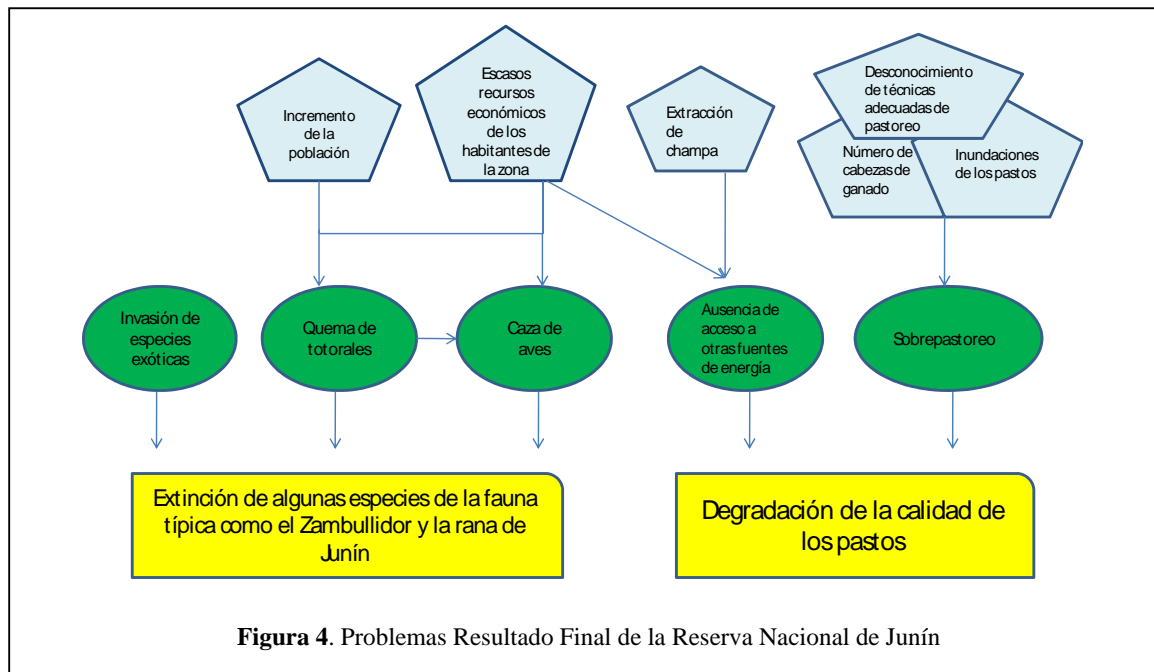 Incremento
de la
población
Escasos
recursos
económicos
de los
habitantes de
la zona
Extracción
de
champa
Desconocimiento
de técnicas
adecuadas de
pastoreo
Número de
cabezas de
ganado
Inundaciones
de los pastos
Invasión de
especies
exóticas
Quema de
totorales
Caza de
aves
Ausencia de
acceso a
otras fuentes
de energía
Sobrepastoreo
Extinción de algunas especies de la fauna
típica como el Zambullidor y la rana de
Junín
Degradación de la calidad de
los pastos
Figura 4. Problemas Resultado Final de la Reserva Nacional de Junín